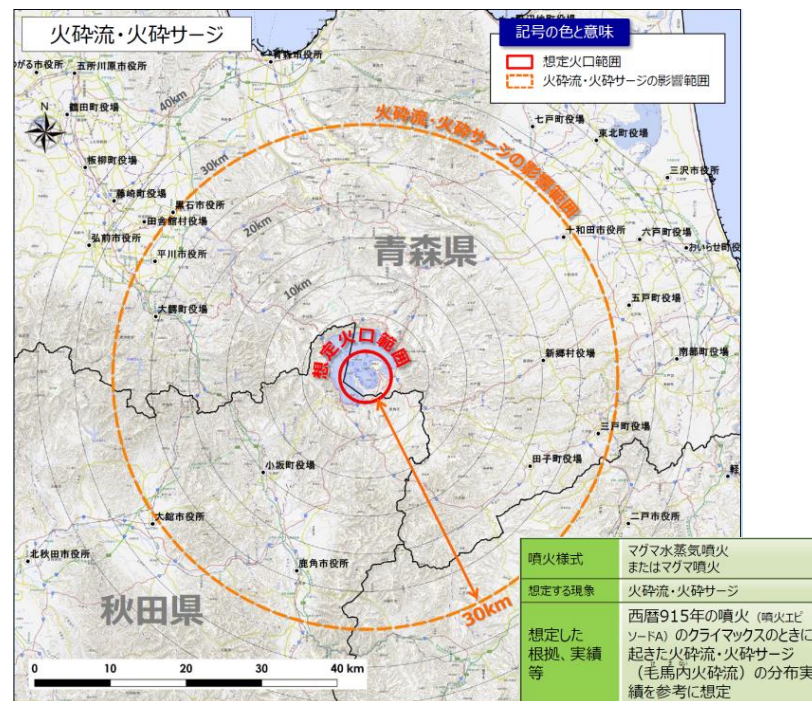 火砕流・火砕サージ
記号の色と意味
想定火口範囲
火砕流・火砕サージの影響範囲
五所川原市役所
青森市役所
鶴田町役場
40km
七戸町役場
東北町役場
火砕流・火砕サージの影響範囲
N
板柳町役場
30km
三沢市役所
藤崎町役場
黒石市役所
田舎館村役場
20km
十和田市役所
六戸町役場
弘前市役所
平川市役所
青森県
おいらせ町役
10km
大鰐町役場
五戸町役場
想定火口範囲
新郷村役場
南部町役場
三戸町役場
小坂町役場
田子町役場
軽
大館市役所
二戸市役所
北秋田市役所
鹿角市役所
秋田県
30km
0 10 20 30 40 km
噴火様式
マグマ水蒸気噴火
またはマグマ噴火
想定する現象
火砕流・火砕サージ
想定した
根拠、実績
等
西暦915年の噴火（噴火エピ
ソードA）のクライマックスのときに
起きた火砕流・火砕サージ
（毛馬内火砕流）の分布実
績を参考に想定